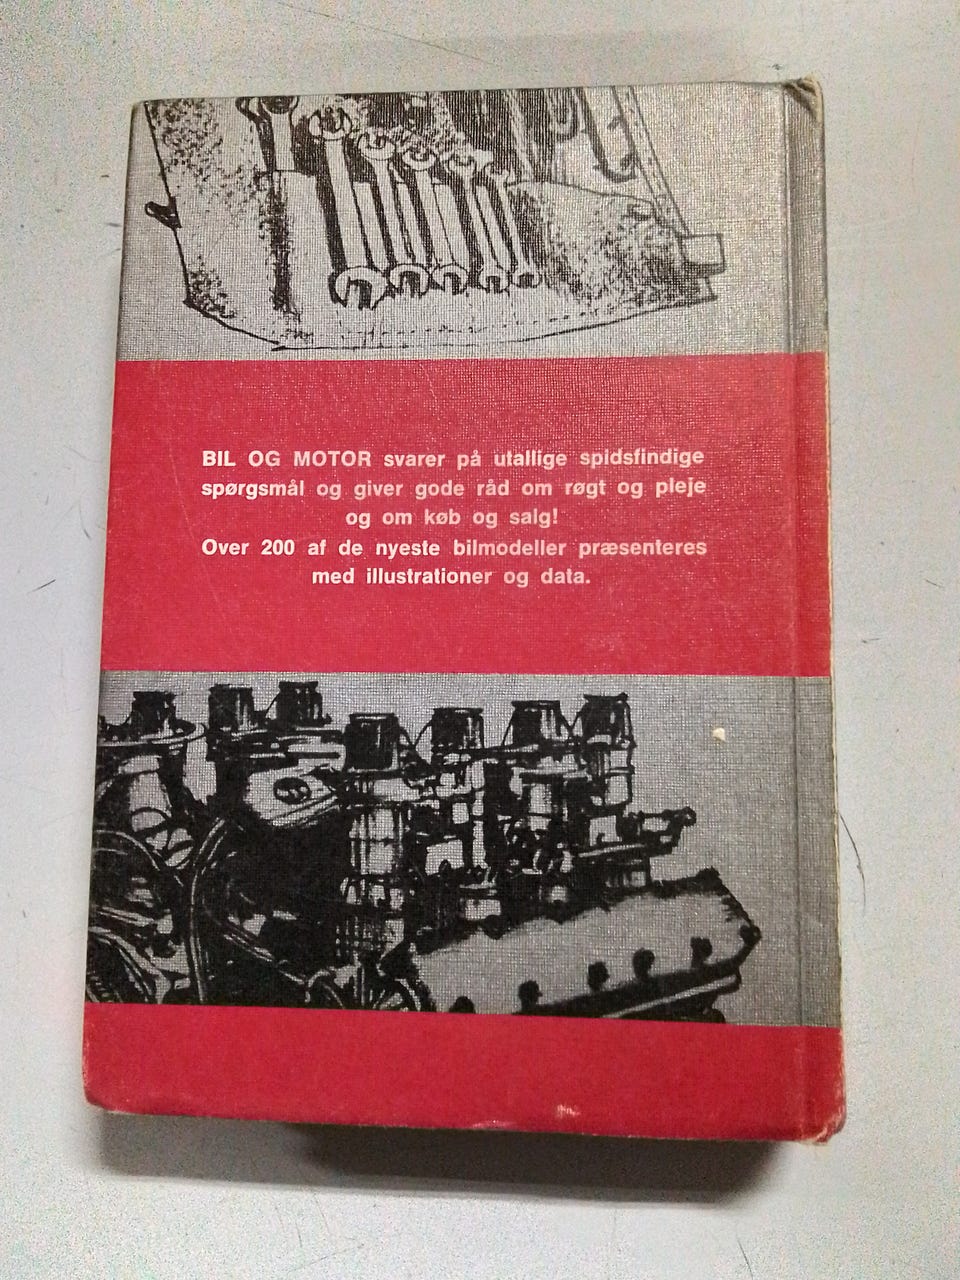 BIL OG MOTOR svarer på utallige spidsfindige
spørgsmål og giver gode råd om røgt og pleje
og om køb og salg!
Over 200 af de nyeste bilmodeller præsenteres
med illustrationer og data.